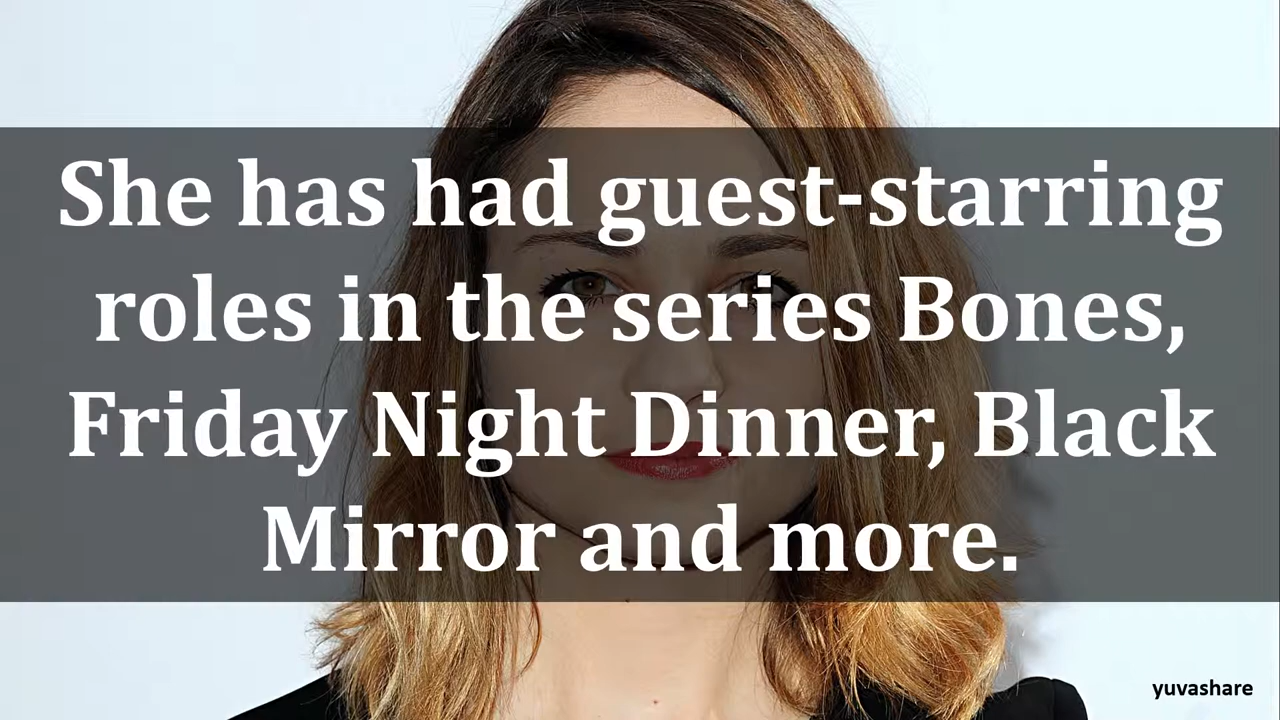 She has had guest-starring
roles in the series Bones,
Friday Night Dinner, Black
Mirror and more.
yuvashare